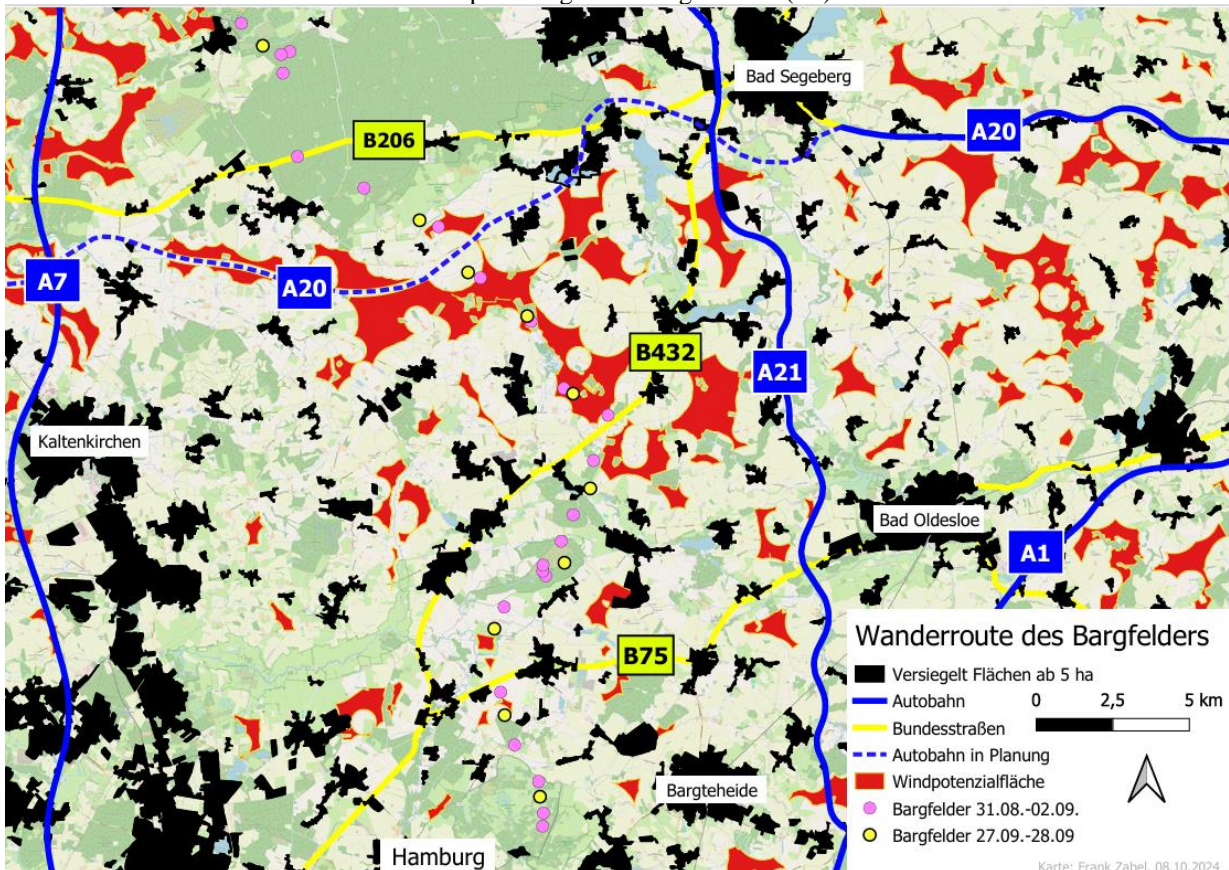 Bad Segeberg
B206
A20
A7
A20
B432
A21
Kaltenkirchen
Bad Oldesloe
A1
B75
Bargteheide
Hamburg
Wanderroute des Bargfelders
Versiegelt Flächen ab 5 ha
Autobahn
0 2,5 5 km
Bundesstraßen
Autobahn in Planung
Windpotenzialfläche
Bargfelder 31.08.-02.09.
Bargfelder 27.09.-28.09
Karte: Frank Zabel, 08.10.2024